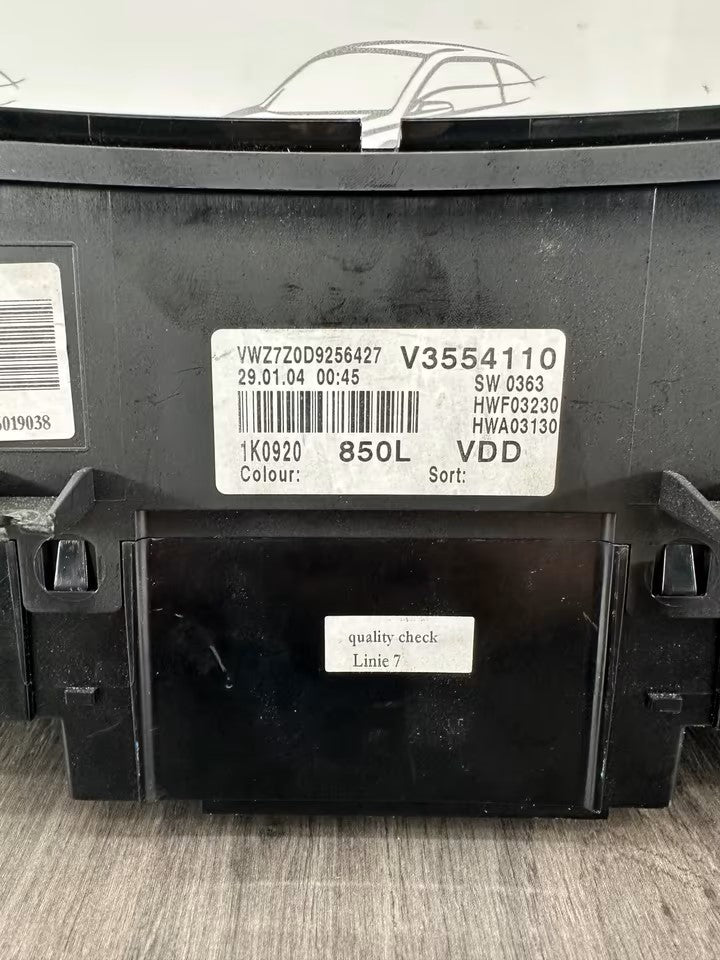 VWZ7Z0D9256427 V3554110
29.01.04 00:45 SW 0363
HWF03230
HWA03130
1K0920 850L VDD
Colour: Sort:
019038
quality check
Linie 7